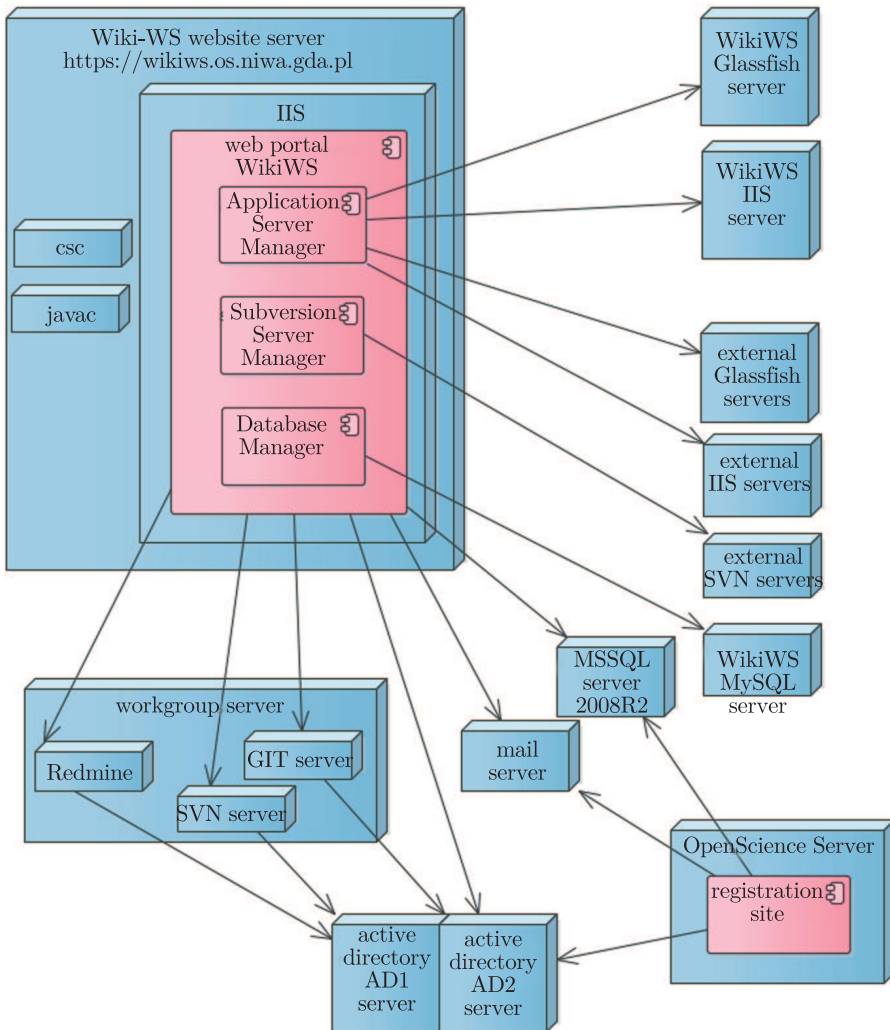 Wiki-WS website server
https://wikiws.os.niwa.gda.pl
IIS
web portal
WikiWS
Application
Server
Manager
Subversion
Server
Manager
Database
Manager
csc
javac
WikiWS
Glassfish
server
WikiWS
IIS
server
external
Glassfish
servers
external
IIS servers
external
SVN servers
WikiWS
MySQL
server
MSSQL
server
2008R2
mail
server
workgroup server
Redmine
GIT server
SVN server
OpenScience Server
registration
site
active
directory
AD1
server
active
directory
AD2
server